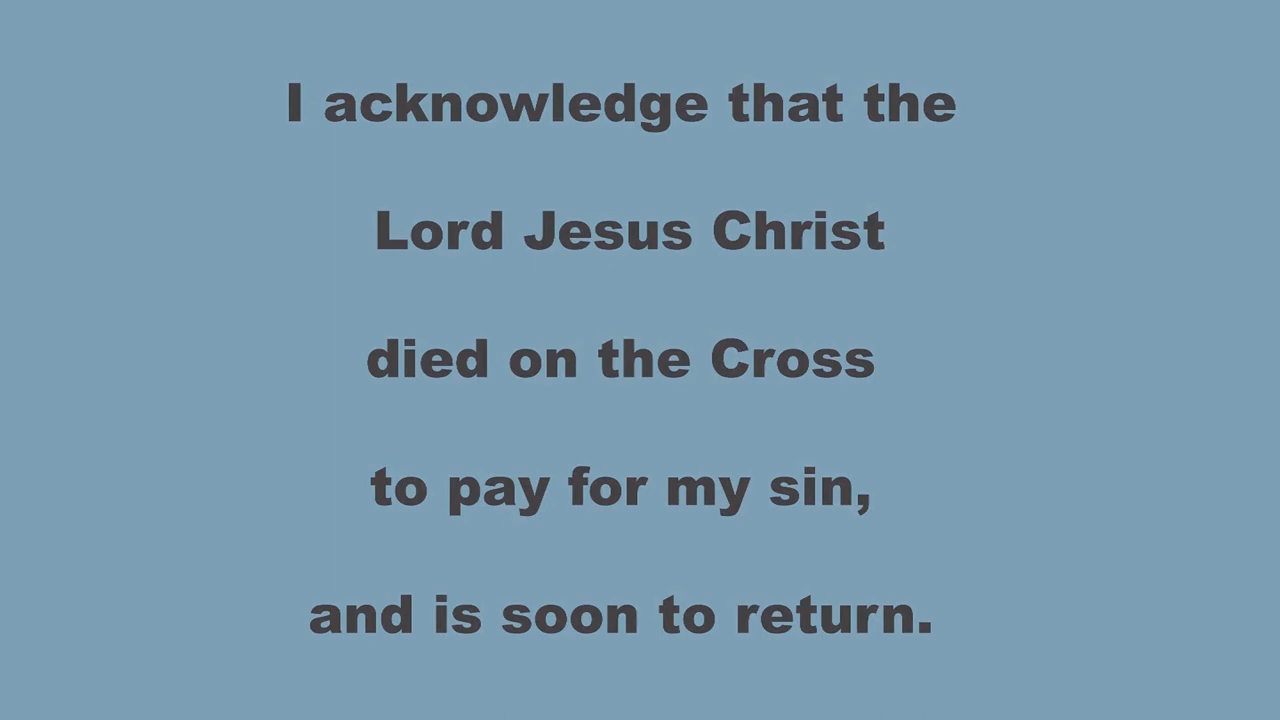 I acknowledge that the
Lord Jesus Christ
died on the Cross
to pay for my sin,
and is soon to return.